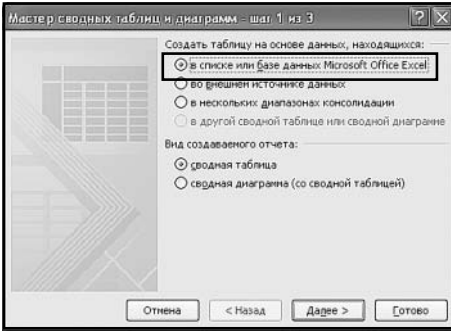 Мастер сводных таблиц и диаграмм - шаг 1 из 3
Создать таблицу на основе данных, находящихся:
в списке или базе данных Microsoft Office Excel
во внешнем источнике данных
в нескольких диапазонах консолидации
в другой сводной таблице или сводной диаграмме
Вид создаваемого отчета:
сводная таблица
сводная диаграмма (со сводной таблицей)
Отмена < Назад Далее > Готово